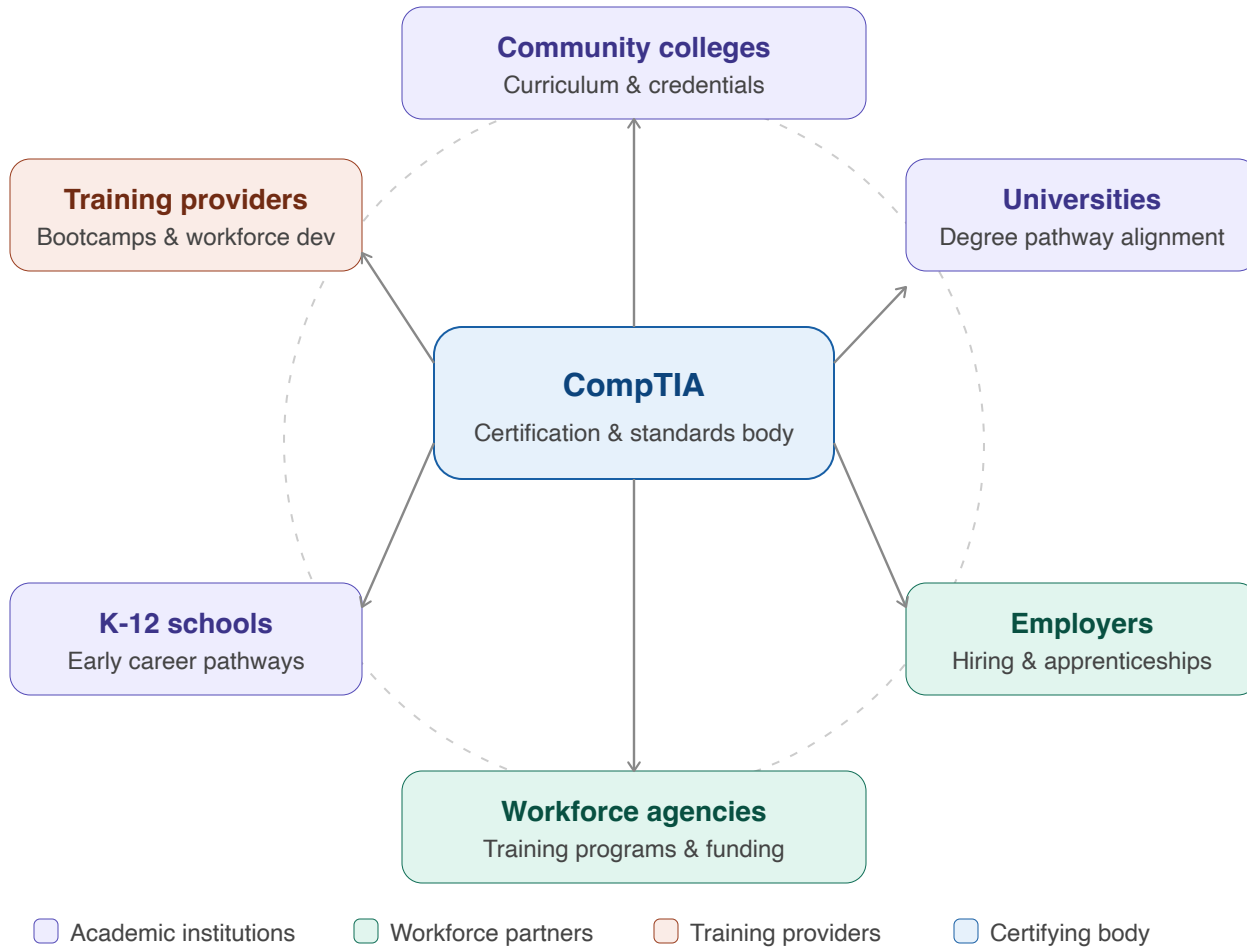 Community colleges
Curriculum & credentials
Training providers
Bootcamps & workforce dev
Universities
Degree pathway alignment
CompTIA
Certification & standards body
K-12 schools
Early career pathways
Employers
Hiring & apprenticeships
Workforce agencies
Training programs & funding
Academic institutions
Workforce partners
Training providers
Certifying body